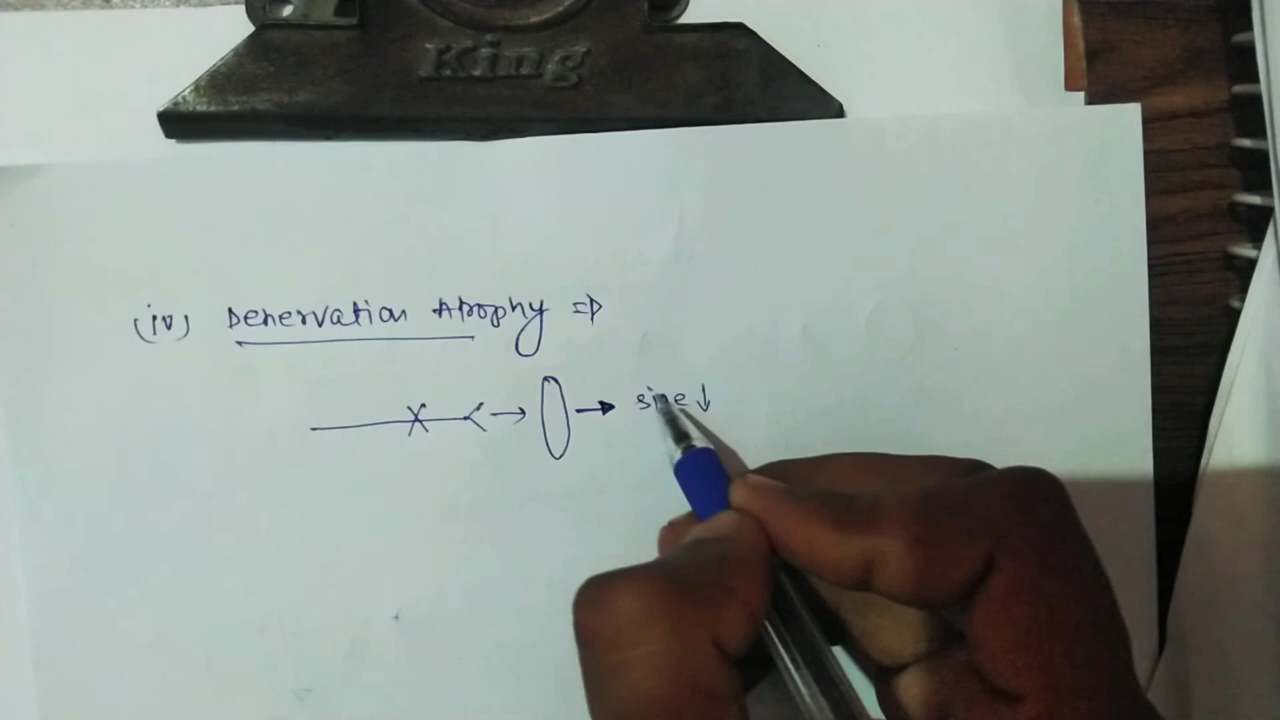 King
(iv) Denervation Atrophy ⇒
size ↓